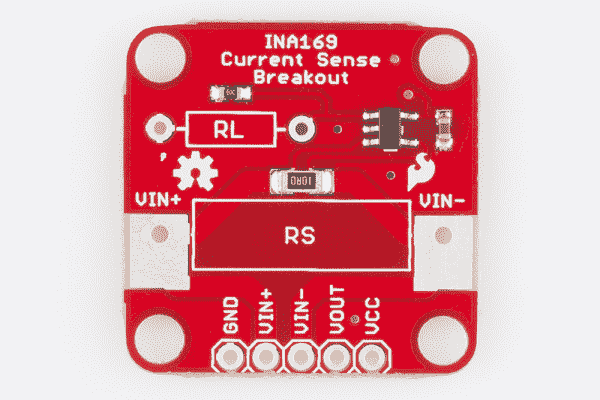 INA169
Current Sense
Breakout
RL
10R0
VIN+
VIN-
RS
GND
VIN+
VIN-
VOUT
VCC